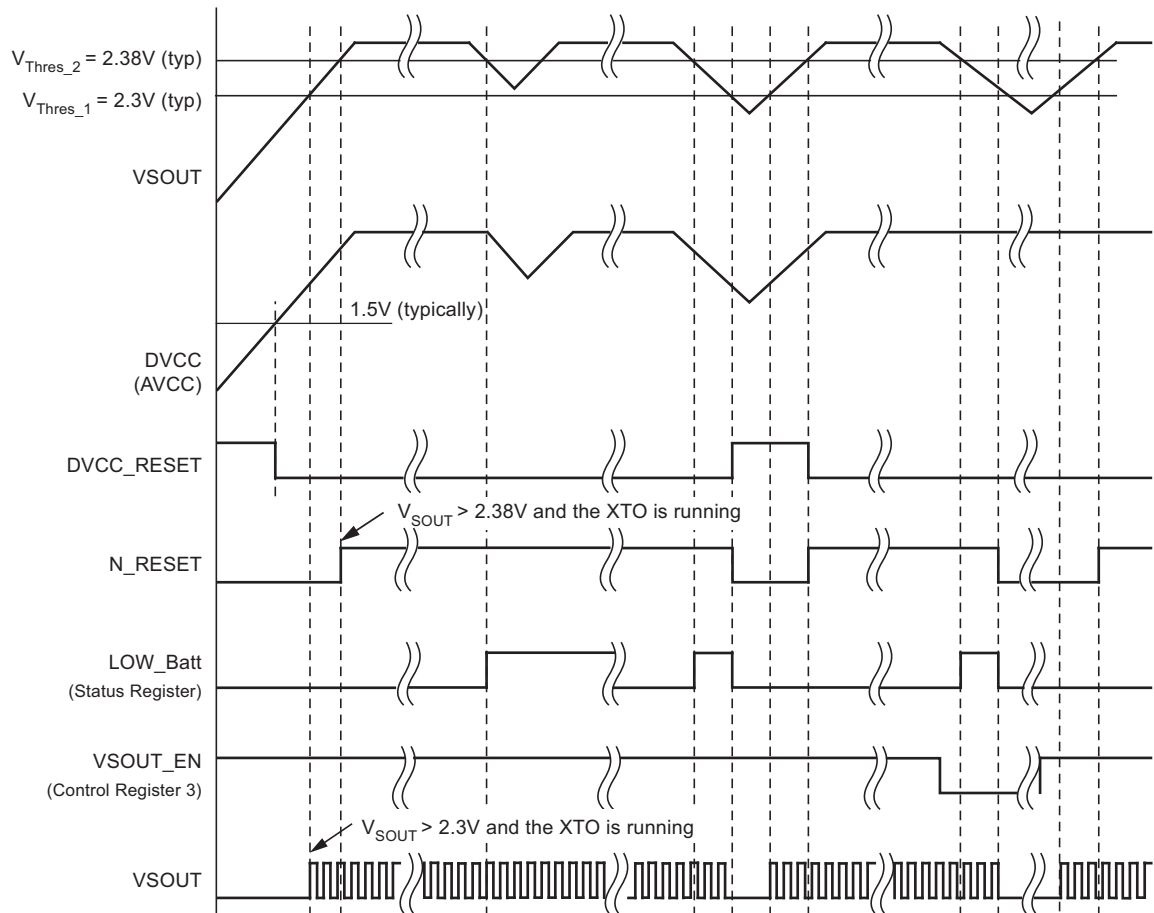 V_Thres_2 = 2.38V (typ)
V_Thres_1 = 2.3V (typ)
VSOUT
1.5V (typically)
DVCC
(AVCC)
DVCC_RESET
V_SOUT > 2.38V and the XTO is running
N_RESET
LOW_Batt
(Status Register)
VSOUT_EN
(Control Register 3)
V_SOUT > 2.3V and the XTO is running
VSOUT